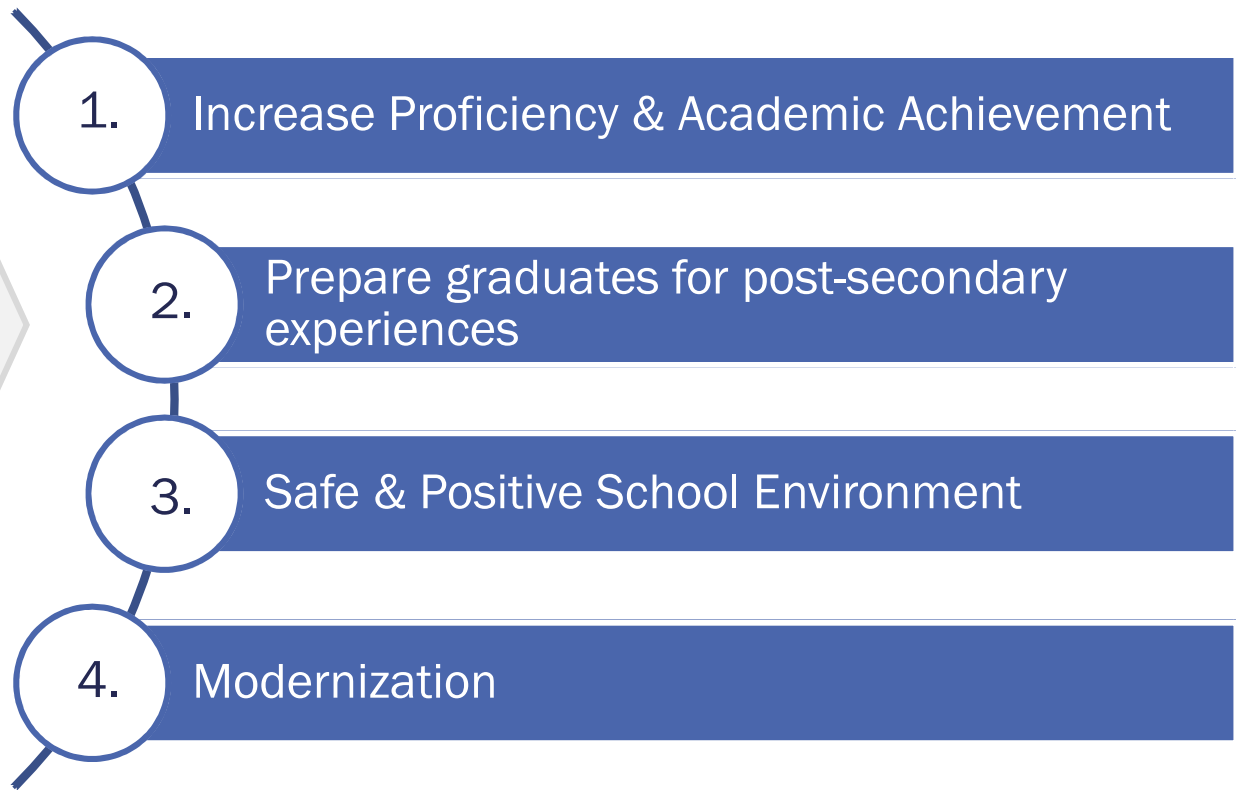 1. Increase Proficiency & Academic Achievement
2. Prepare graduates for post-secondary
experiences
3. Safe & Positive School Environment
4. Modernization